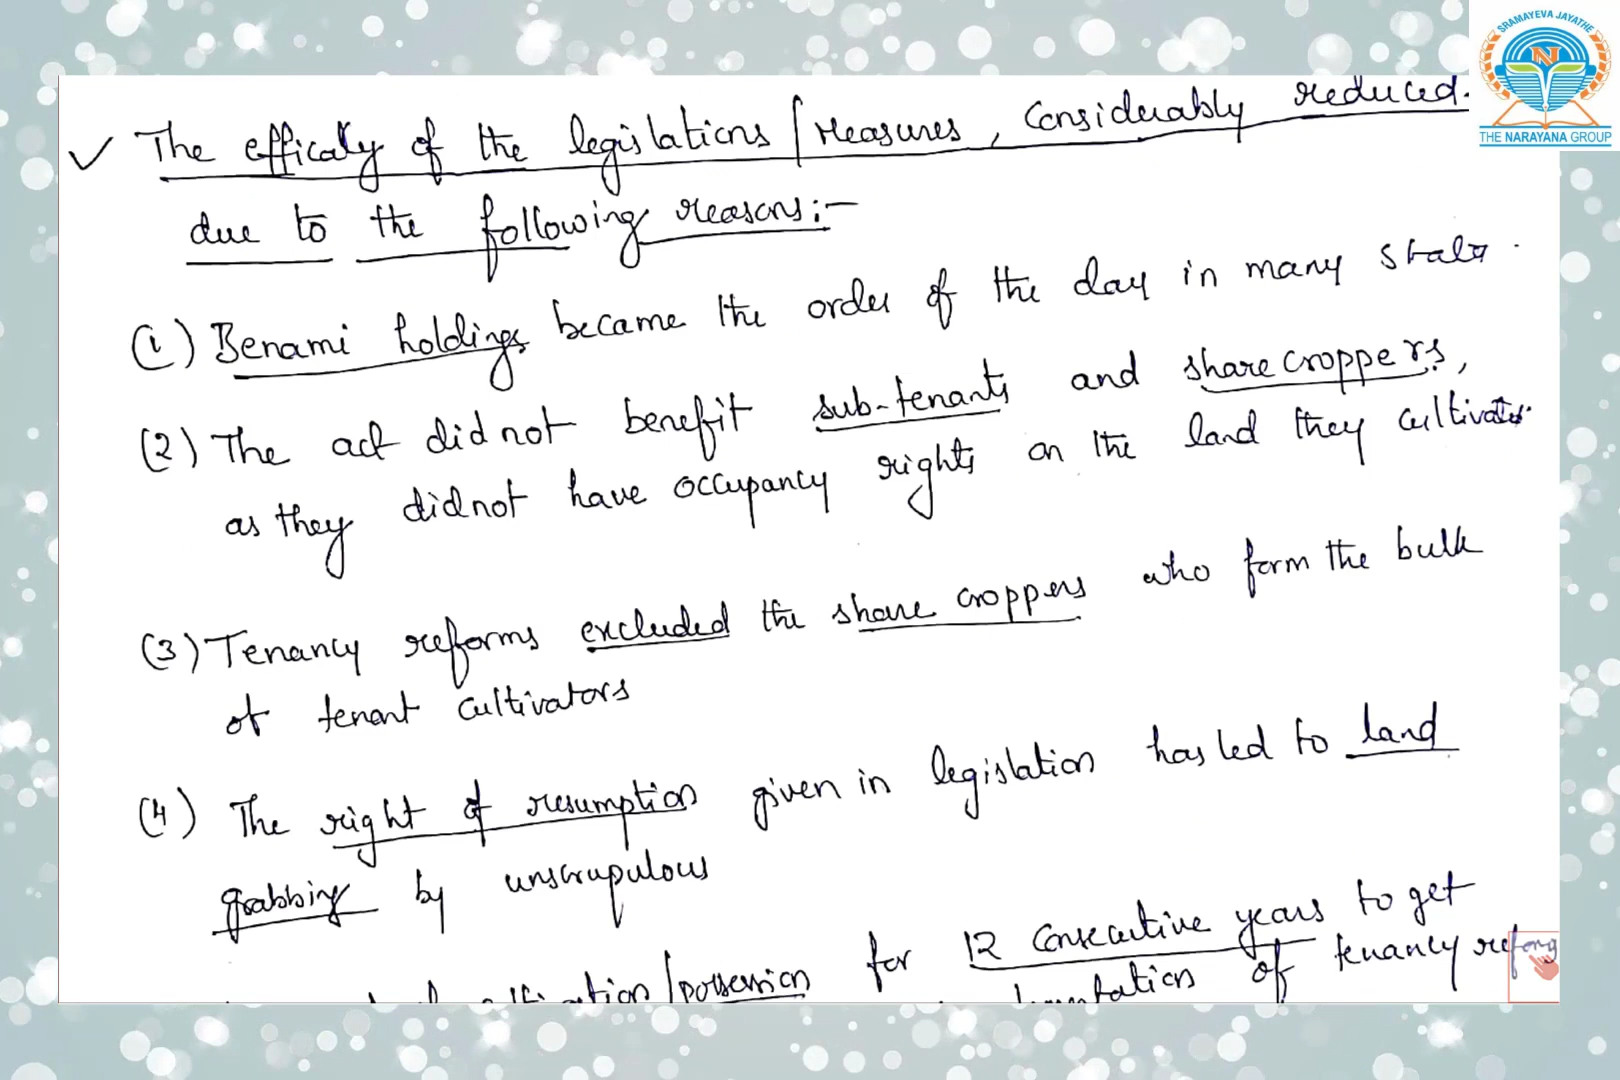 SRAMAYEVA JAYATHE
N
THE NARAYANA GROUP
✓ The efficacy of the legislations / Measures, considerably reduced.
due to the following reasons:-
(1) Benami holdings became the order of the day in many states.
(2) The act did not benefit sub-tenants and share croppers,
as they did not have occupancy rights on the land they cultivates.
(3) Tenancy reforms excluded the share croppers who form the bulk
of tenant cultivators
(4) The right of resumption given in legislation has led to land
grabbing by unscrupulous
/possession for 12 consecutive years to get
of tenancy reforms